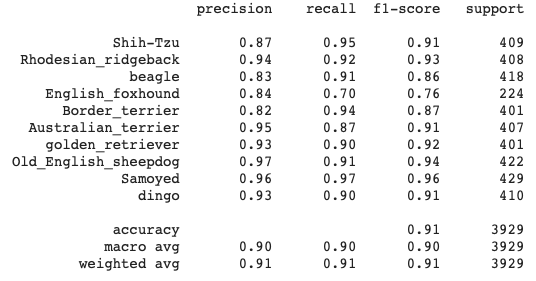 precision recall f1-score support
Shih-Tzu 0.87 0.95 0.91 409
Rhodesian_ridgeback 0.94 0.92 0.93 408
beagle 0.83 0.91 0.86 418
English_foxhound 0.84 0.70 0.76 224
Border_terrier 0.82 0.94 0.87 401
Australian_terrier 0.95 0.87 0.91 407
golden_retriever 0.93 0.90 0.92 401
Old_English_sheepdog 0.97 0.91 0.94 422
Samoyed 0.96 0.97 0.96 429
dingo 0.93 0.90 0.91 410
accuracy 0.91 3929
macro avg 0.90 0.90 0.90 3929
weighted avg 0.91 0.91 0.91 3929